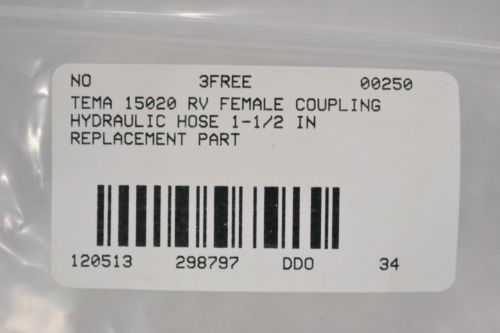 NO 3FREE 00250
TEMA 15020 RV FEMALE COUPLING
HYDRAULIC HOSE 1-1/2 IN
REPLACEMENT PART
120513 298797 DDO 34